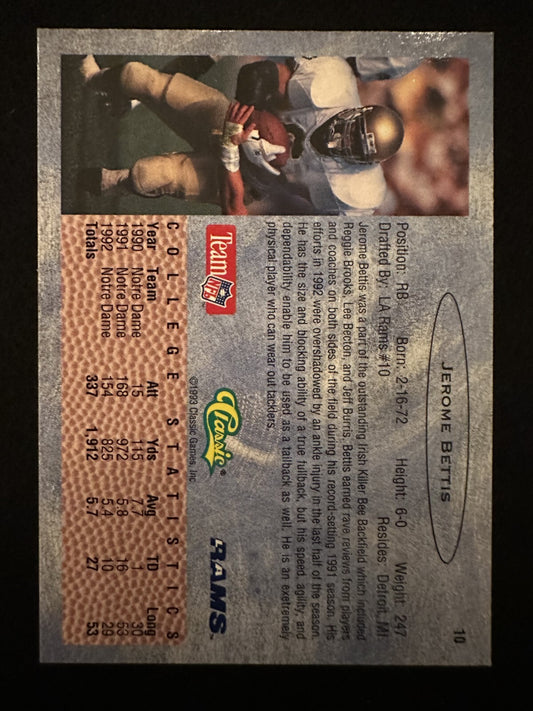 10
JEROME BETTIS
Position: RB Born: 2-16-72 Height: 6-0 Weight: 247
Drafted By: LA Rams #10 Resides: Detroit, MI
Jerome Bettis was a part of the outstanding Irish Killer Bee Backfield which included
Reggie Brooks, Lee Becton, and Jeff Burris. Bettis earned rave reviews from players
and coaches on both sides of the field during his record-setting 1991 season. His
efforts in 1992 were overshadowed by an ankle injury in the last half of the season.
He has the size and blocking ability of a true fullback, but his speed, agility, and
dependability enable him to be used as a tailback as well. He is an exetremely
physical player who can wear out tacklers.
Team NFL
Classic®
RAMS™
©1993 Classic Games, Inc.
COLLEGE STATISTICS
Year Team Att Yds Avg TD Long
1990 Notre Dame 15 115 7.7 1 30
1991 Notre Dame 168 972 5.8 16 53
1992 Notre Dame 154 825 5.4 10 29
Totals 337 1,912 5.7 27 53